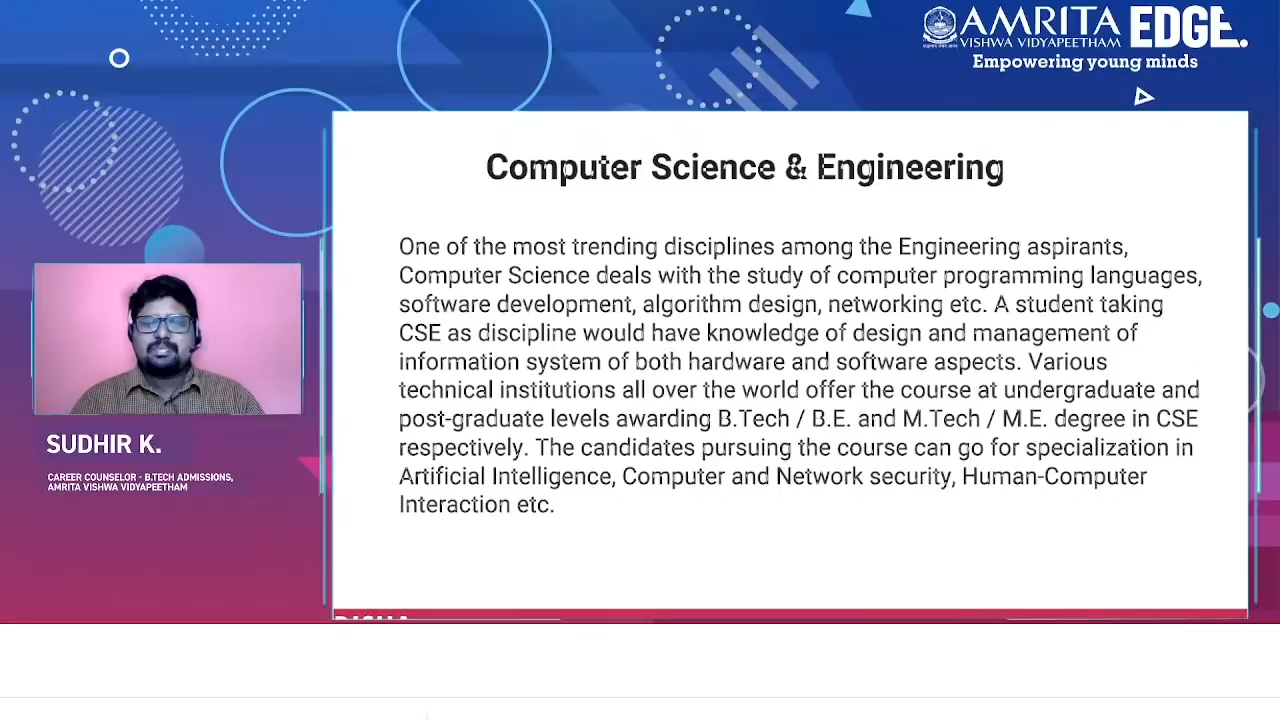 AMRITA EDGE.
VISHWA VIDYAPEETHAM
Empowering young minds
Computer Science & Engineering
One of the most trending disciplines among the Engineering aspirants,
Computer Science deals with the study of computer programming languages,
software development, algorithm design, networking etc. A student taking
CSE as discipline would have knowledge of design and management of
information system of both hardware and software aspects. Various
technical institutions all over the world offer the course at undergraduate and
post-graduate levels awarding B.Tech / B.E. and M.Tech / M.E. degree in CSE
respectively. The candidates pursuing the course can go for specialization in
Artificial Intelligence, Computer and Network security, Human-Computer
Interaction etc.
SUDHIR K.
CAREER COUNSELOR - B.TECH ADMISSIONS,
AMRITA VISHWA VIDYAPEETHAM